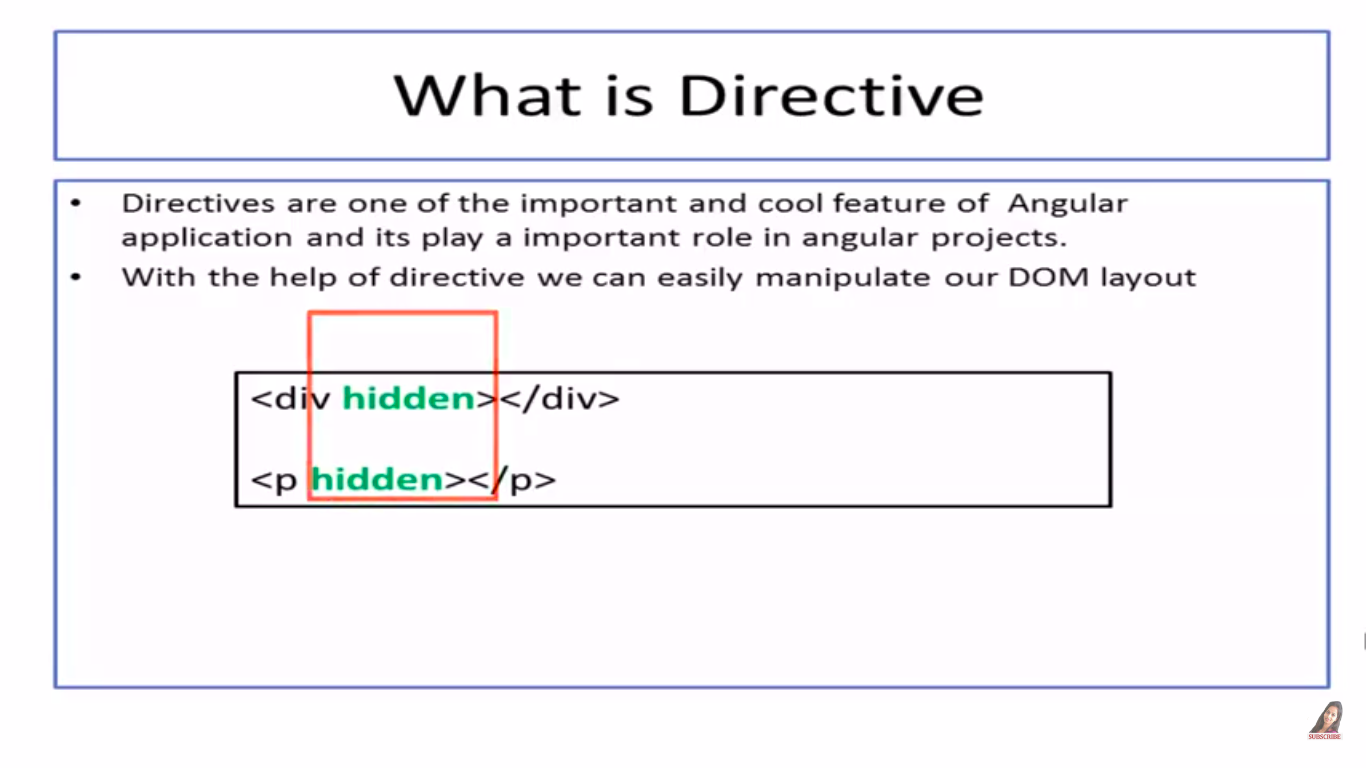 What is Directive
• Directives are one of the important and cool feature of Angular
application and its play a important role in angular projects.
• With the help of directive we can easily manipulate our DOM layout
<div hidden></div>
<p hidden></p>
SUBSCRIBE